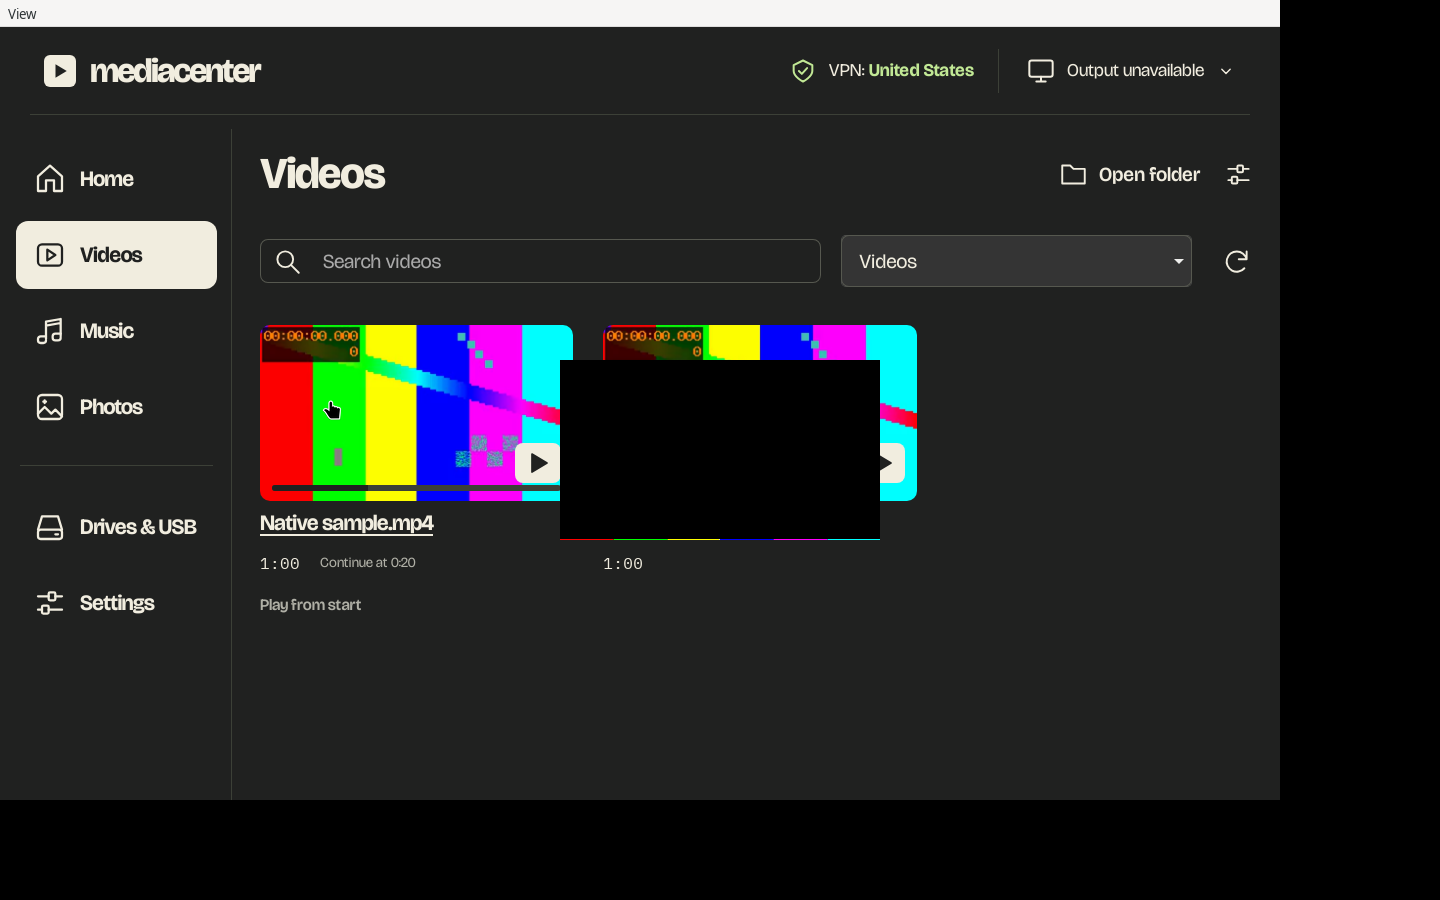 View
mediacenter
VPN: United States
Output unavailable
Home
Videos
Music
Photos
Drives & USB
Settings
Videos
Open folder
Search videos
Videos
00:00:00.000
0
00:00:00.000
0
Native sample.mp4
1:00 Continue at 0:20
1:00
Play from start